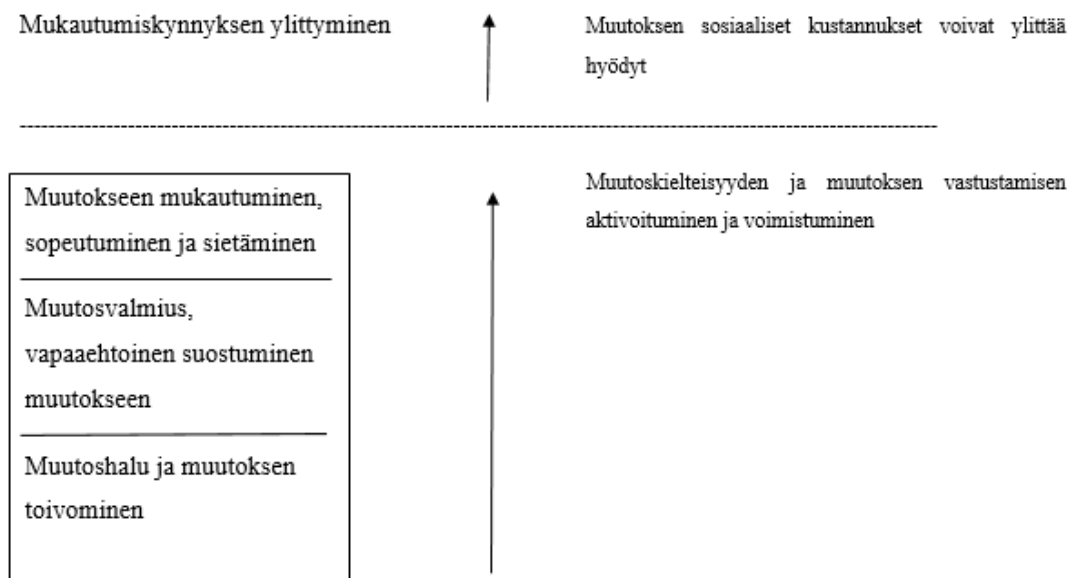 Mukautumiskynnyksen ylittyminen
Muutoksen sosiaaliset kustannukset voivat ylittää
hyödyt
Muutokseen mukautuminen,
sopeutuminen ja sietäminen
Muutosvalmius,
vapaaehtoinen suostuminen
muutokseen
Muutoshalu ja muutoksen
toivominen
Muutoskielteisyyden ja muutoksen vastustamisen
aktivoituminen ja voimistuminen